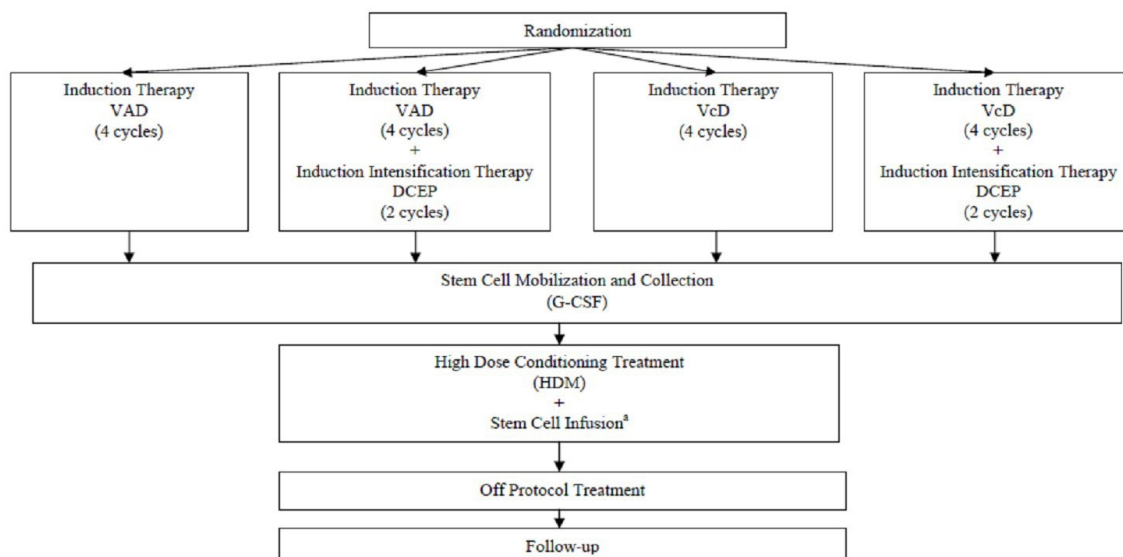 Randomization
Induction Therapy
VAD
(4 cycles)
Induction Therapy
VAD
(4 cycles)
+
Induction Intensification Therapy
DCEP
(2 cycles)
Induction Therapy
VcD
(4 cycles)
Induction Therapy
VcD
(4 cycles)
+
Induction Intensification Therapy
DCEP
(2 cycles)
Stem Cell Mobilization and Collection
(G-CSF)
High Dose Conditioning Treatment
(HDM)
+
Stem Cell Infusionᵃ
Off Protocol Treatment
Follow-up